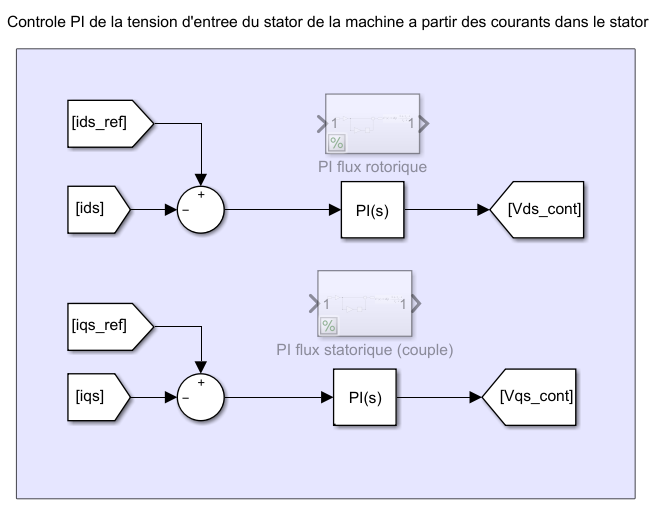 Controle PI de la tension d'entree du stator de la machine a partir des courants dans le stator
[ids_ref]
1 1
%
PI flux rotorique
+
[ids]
−
PI(s)
[Vds_cont]
1 1
%
[iqs_ref]
PI flux statorique (couple)
+
[iqs]
−
PI(s)
[Vqs_cont]